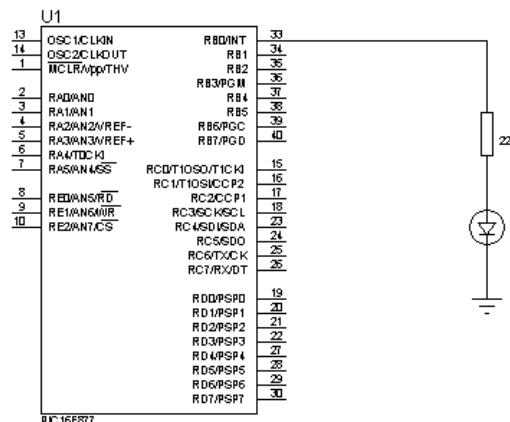 U1
13 OSC1/CLKIN RB0/INT 33
14 OSC2/CLKOUT RB1 34
1 MCLR/Vpp/THV RB2 35
RB3/PGM 36
2 RA0/AN0 RB4 37
3 RA1/AN1 RB5 38
4 RA2/AN2/VREF- RB6/PGC 39
5 RA3/AN3/VREF+ RB7/PGD 40
6 RA4/T0CKI
7 RA5/AN4/SS RC0/T1OSO/T1CKI 15
RC1/T1OSI/CCP2 16
8 RE0/AN5/RD RC2/CCP1 17
9 RE1/AN6/WR RC3/SCK/SCL 18
10 RE2/AN7/CS RC4/SDI/SDA 23
RC5/SDO 24
RC6/TX/CK 25
RC7/RX/DT 26
RD0/PSP0 19
RD1/PSP1 20
RD2/PSP2 21
RD3/PSP3 22
RD4/PSP4 27
RD5/PSP5 28
RD6/PSP6 29
RD7/PSP7 30
PIC16F877